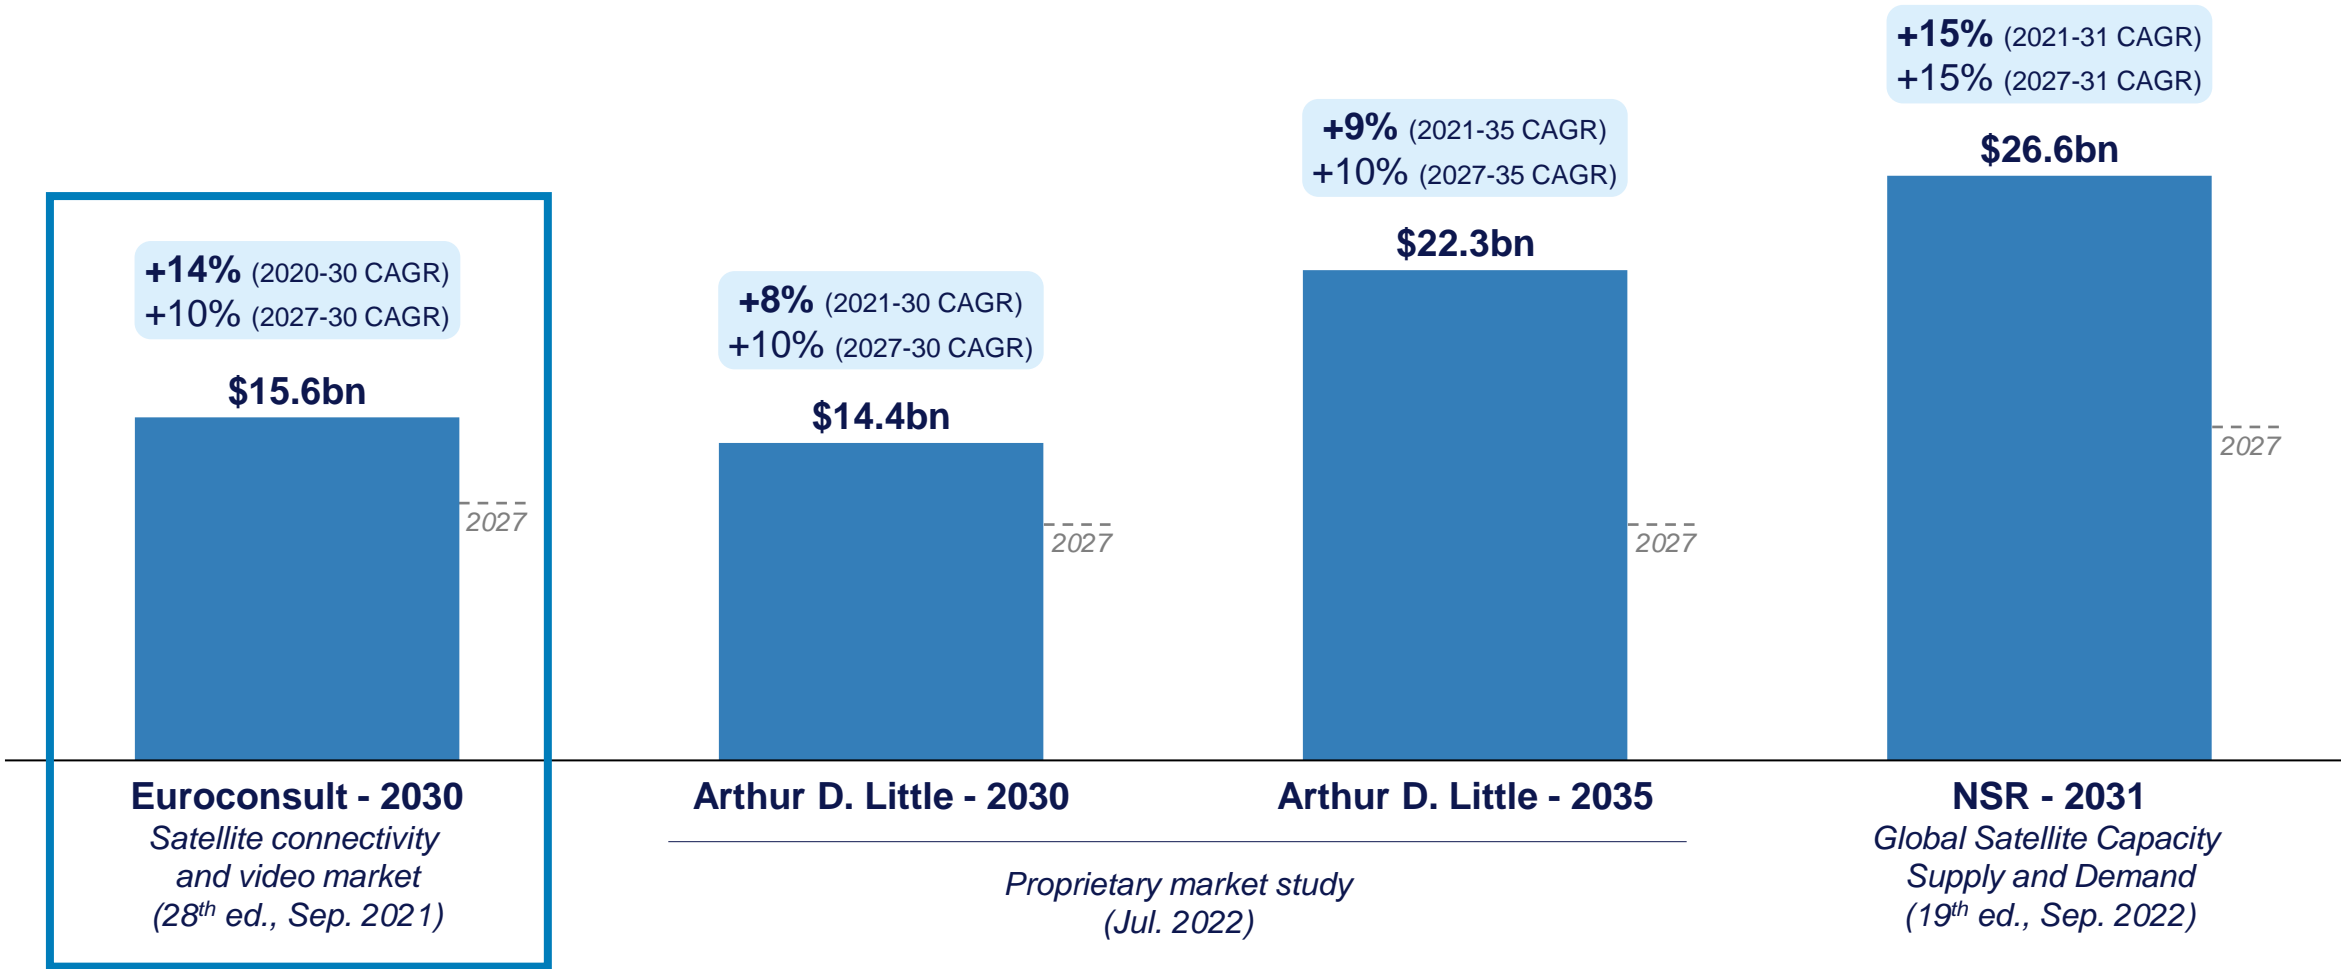 +14% (2020-30 CAGR)
+10% (2027-30 CAGR)
$15.6bn
2027
Euroconsult - 2030
Satellite connectivity
and video market
(28th ed., Sep. 2021)
+8% (2021-30 CAGR)
+10% (2027-30 CAGR)
$14.4bn
2027
Arthur D. Little - 2030
+9% (2021-35 CAGR)
+10% (2027-35 CAGR)
$22.3bn
2027
Arthur D. Little - 2035
Proprietary market study
(Jul. 2022)
+15% (2021-31 CAGR)
+15% (2027-31 CAGR)
$26.6bn
2027
NSR - 2031
Global Satellite Capacity
Supply and Demand
(19th ed., Sep. 2022)